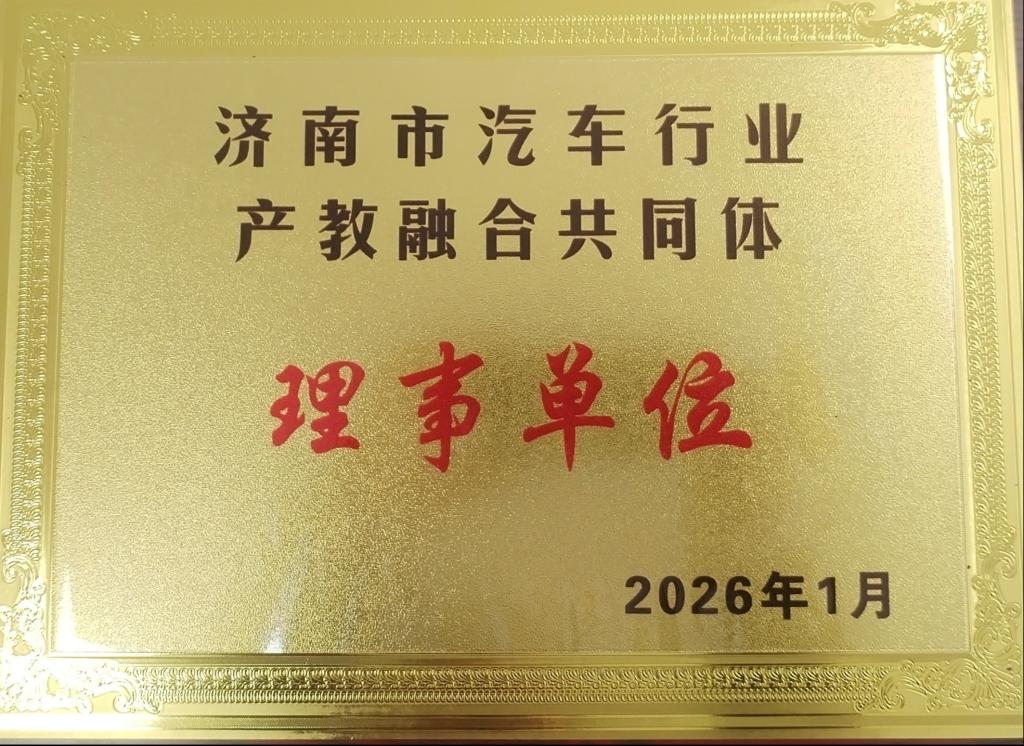 济南市汽车行业
产教融合共同体
理事单位
2026年1月